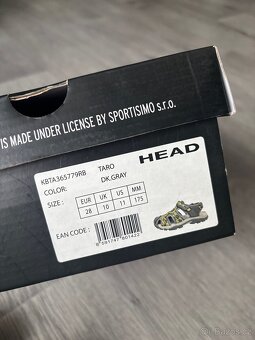 IS MADE UNDER LICENSE BY SPORTISIMO s.r.o.
HEAD
KBTA365779RB TARO
COLOR: DK.GRAY
SIZE: EUR UK US MM
28 10 11 175
EAN CODE: